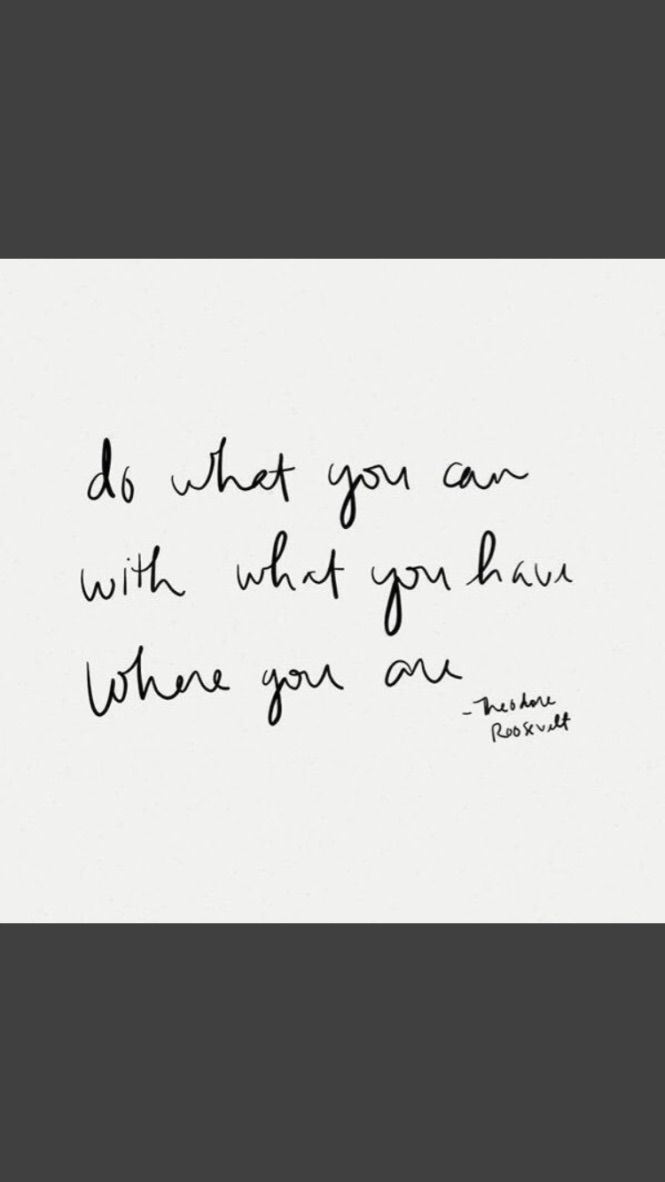 do what you can
with what you have
where you are
- Theodore
Roosevelt